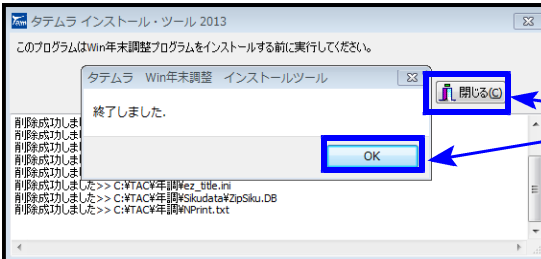 タテムラ インストール・ツール 2013
このプログラムはWin年末調整プログラムをインストールする前に実行してください。
タテムラ Win年末調整 インストールツール
閉じる(C)
終了しました.
OK
削除成功しまし
削除成功しまし
削除成功しまし
削除成功しまし
削除成功しまし
削除成功しました>> C:¥TAC¥年調¥ez_title.ini
削除成功しました>> C:¥TAC¥年調¥Sikudata¥ZipSiku.DB
削除成功しました>> C:¥TAC¥年調¥NPrint.txt